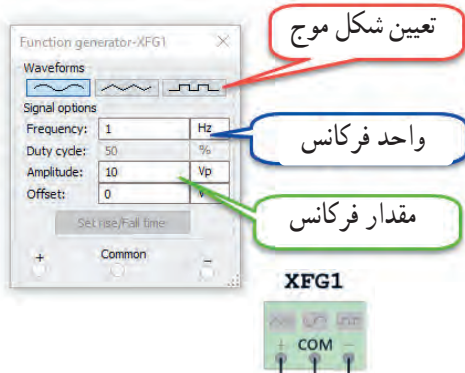 Function generator-XFG1
تعیین شکل موج
Waveforms
Signal options
Frequency: 1 Hz
واحد فرکانس
Duty cycle: 50 %
Amplitude: 10 Vp
Offset: 0
مقدار فرکانس
Set rise/Fall time
+ Common −
XFG1
+ COM −